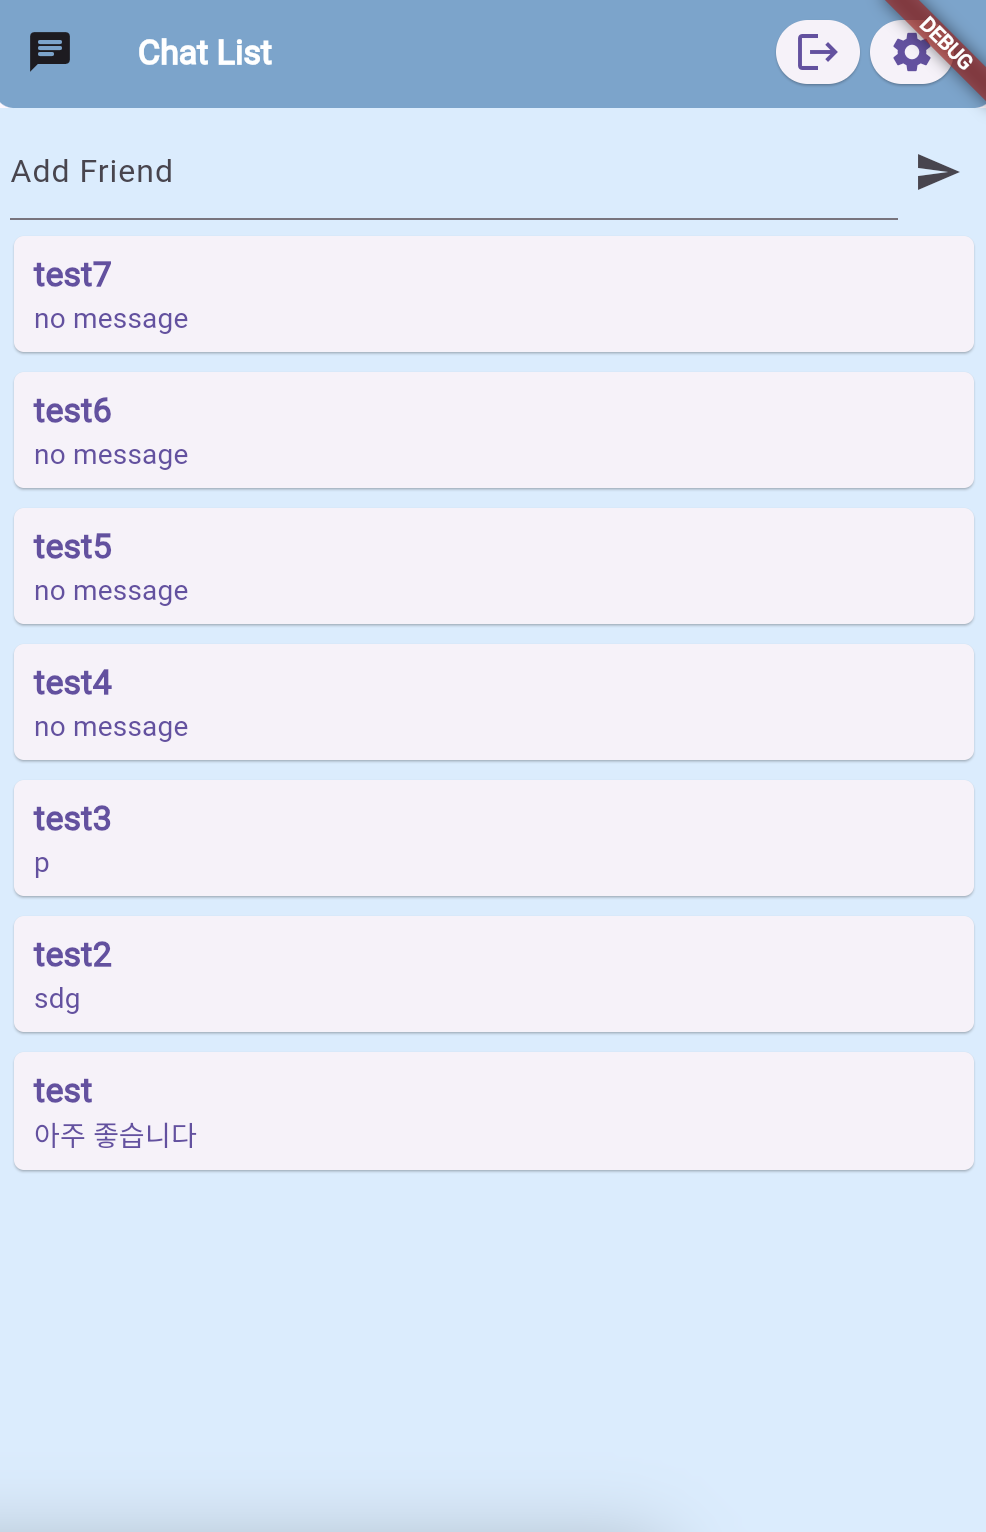 Chat List
DEBUG
Add Friend
test7
no message
test6
no message
test5
no message
test4
no message
test3
p
test2
sdg
test
아주 좋습니다